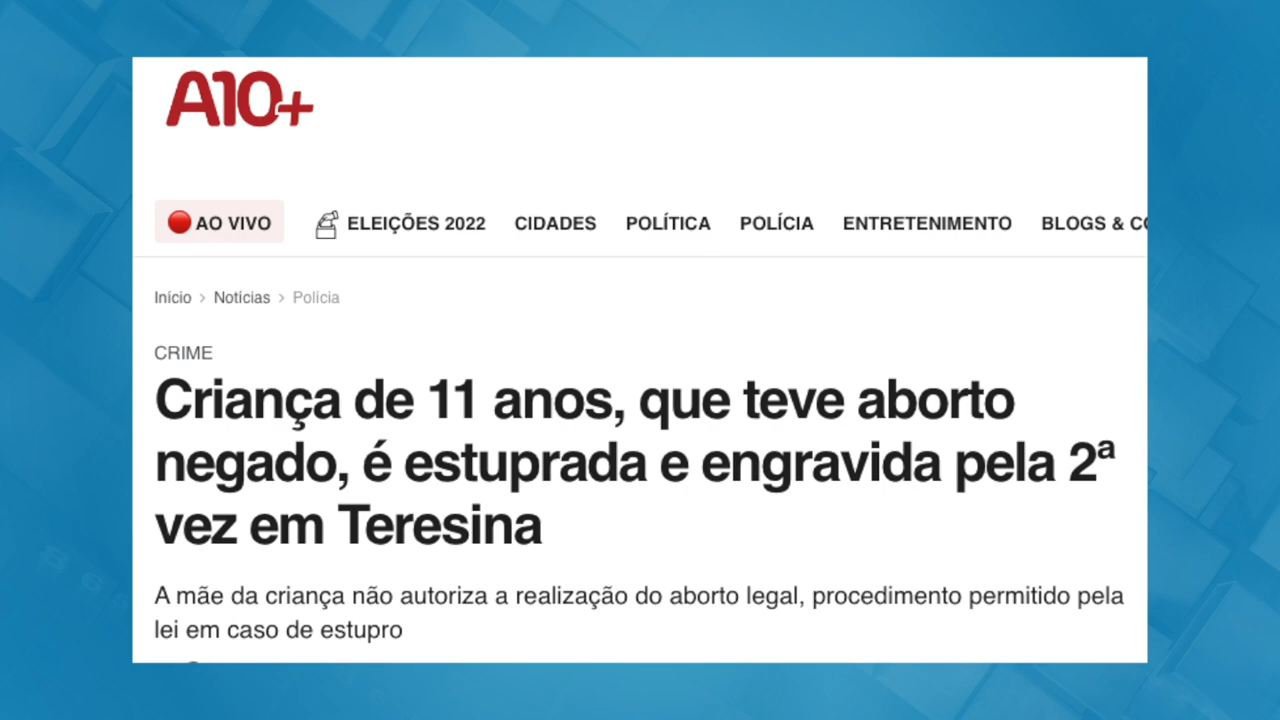 A10+
AO VIVO
ELEIÇÕES 2022
CIDADES
POLÍTICA
POLÍCIA
ENTRETENIMENTO
BLOGS &
Início > Notícias > Polícia
CRIME
Criança de 11 anos, que teve aborto
negado, é estuprada e engravida pela 2ª
vez em Teresina
A mãe da criança não autoriza a realização do aborto legal, procedimento permitido pela
lei em caso de estupro